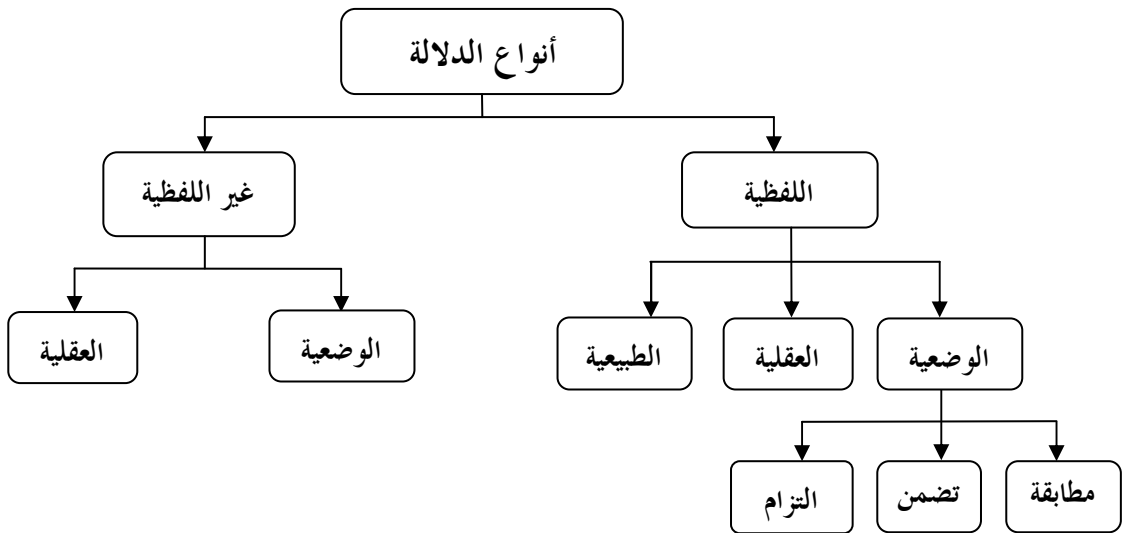 أنواع الدلالة
اللفظية
غير اللفظية
الوضعية
العقلية
الطبيعية
الوضعية
العقلية
مطابقة
تضمن
التزام